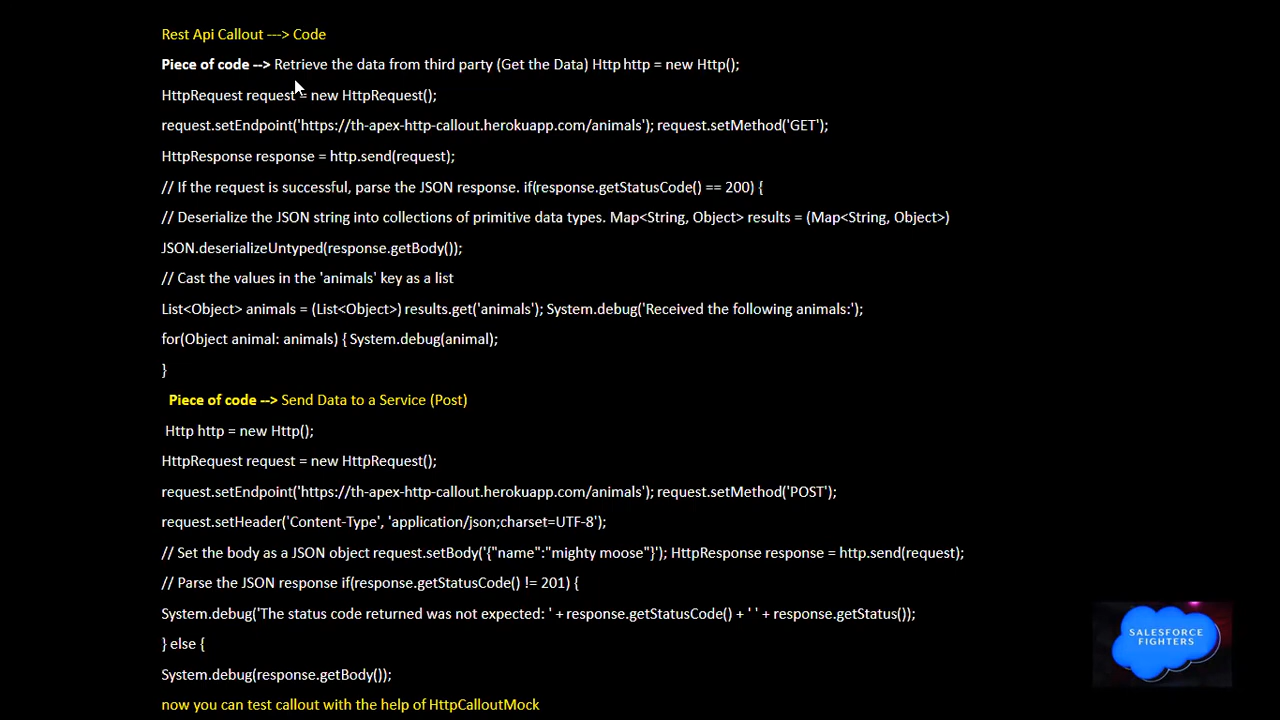 Rest Api Callout ---> Code
Piece of code --> Retrieve the data from third party (Get the Data) Http http = new Http();
HttpRequest request = new HttpRequest();
request.setEndpoint('https://th-apex-http-callout.herokuapp.com/animals'); request.setMethod('GET');
HttpResponse response = http.send(request);
// If the request is successful, parse the JSON response. if(response.getStatusCode() == 200) {
// Deserialize the JSON string into collections of primitive data types. Map<String, Object> results = (Map<String, Object>)
JSON.deserializeUntyped(response.getBody());
// Cast the values in the 'animals' key as a list
List<Object> animals = (List<Object>) results.get('animals'); System.debug('Received the following animals:');
for(Object animal: animals) { System.debug(animal);
}
Piece of code --> Send Data to a Service (Post)
Http http = new Http();
HttpRequest request = new HttpRequest();
request.setEndpoint('https://th-apex-http-callout.herokuapp.com/animals'); request.setMethod('POST');
request.setHeader('Content-Type', 'application/json;charset=UTF-8');
// Set the body as a JSON object request.setBody('{"name":"mighty moose"}'); HttpResponse response = http.send(request);
// Parse the JSON response if(response.getStatusCode() != 201) {
System.debug('The status code returned was not expected: ' + response.getStatusCode() + ' ' + response.getStatus());
} else {
System.debug(response.getBody());
now you can test callout with the help of HttpCalloutMock
SALESFORCE
FIGHTERS